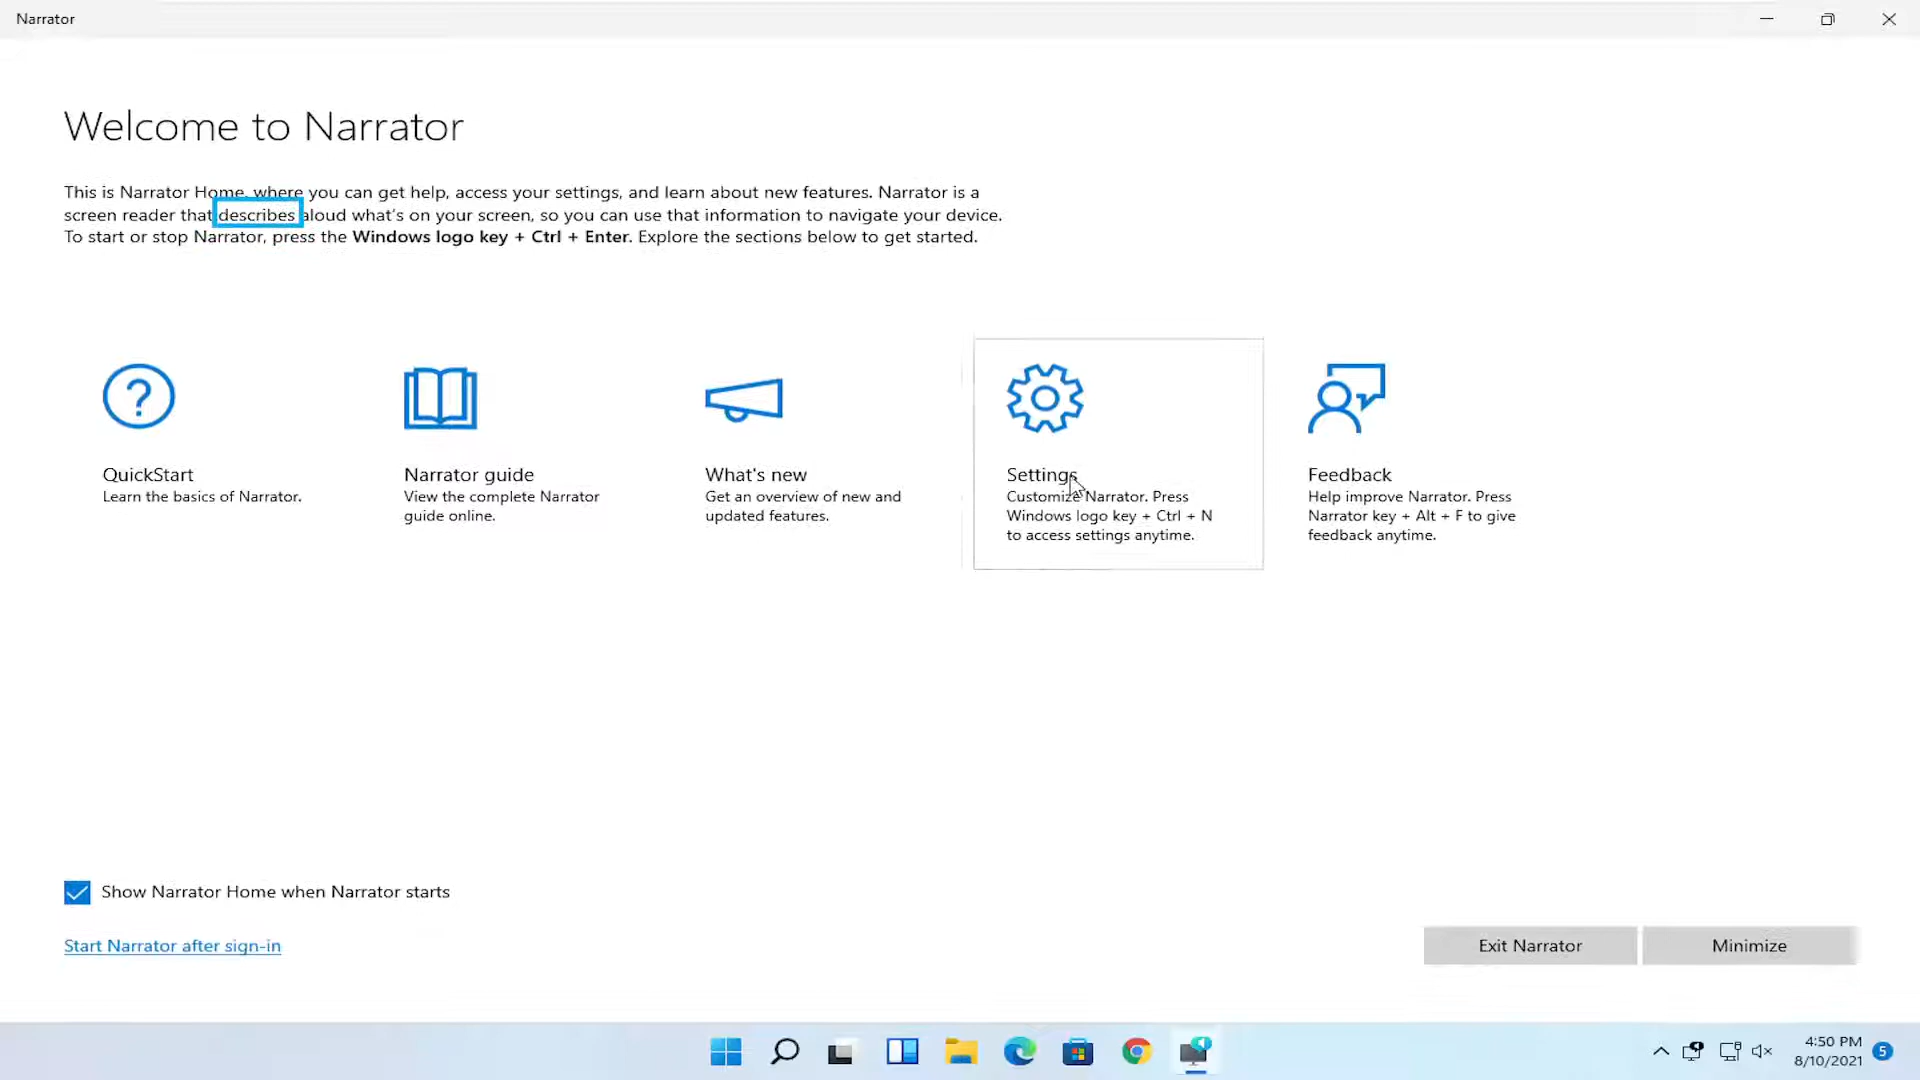 Narrator
Welcome to Narrator
This is Narrator Home, where you can get help, access your settings, and learn about new features. Narrator is a
screen reader that describes aloud what's on your screen, so you can use that information to navigate your device.
To start or stop Narrator, press the Windows logo key + Ctrl + Enter. Explore the sections below to get started.
QuickStart
Learn the basics of Narrator.
Narrator guide
View the complete Narrator
guide online.
What's new
Get an overview of new and
updated features.
Settings
Customize Narrator. Press
Windows logo key + Ctrl + N
to access settings anytime.
Feedback
Help improve Narrator. Press
Narrator key + Alt + F to give
feedback anytime.
Show Narrator Home when Narrator starts
Start Narrator after sign-in
Exit Narrator
Minimize
4:50 PM
8/10/2021
5